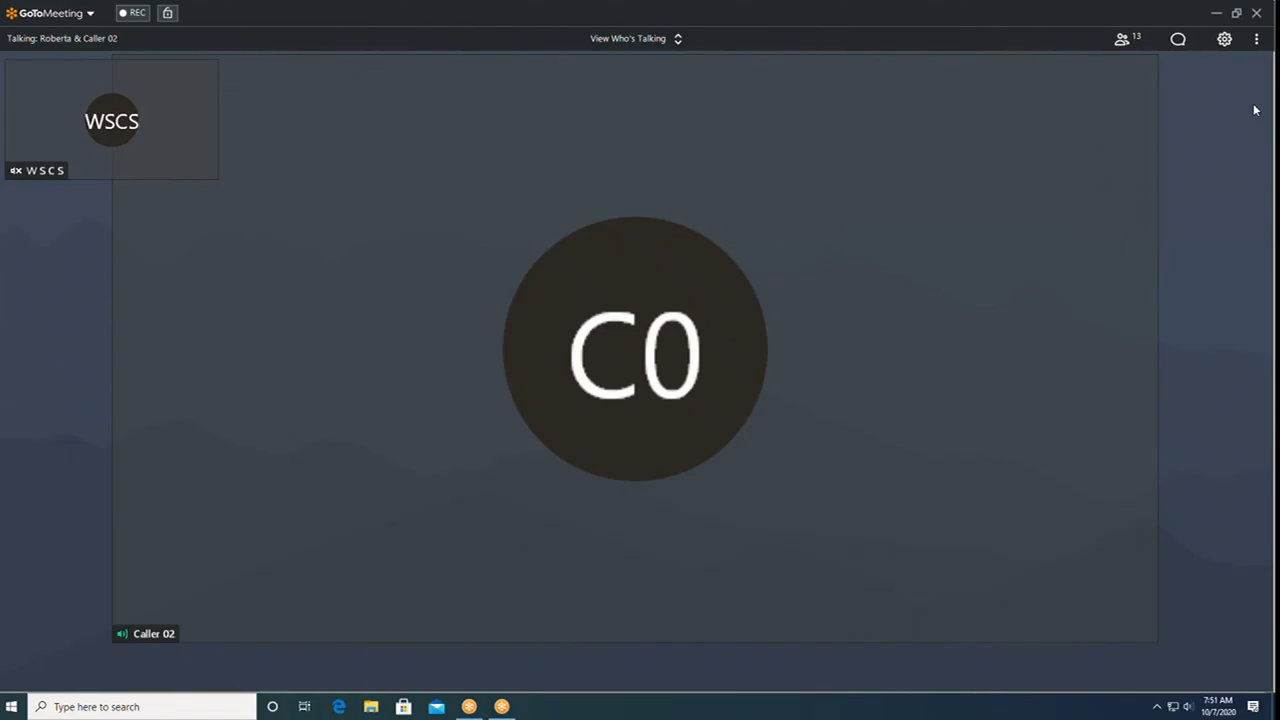 GoToMeeting
REC
Talking: Roberta & Caller 02
View Who's Talking
13
WSCS
W S C S
C0
Caller 02
Type here to search
7:51 AM
10/7/2020